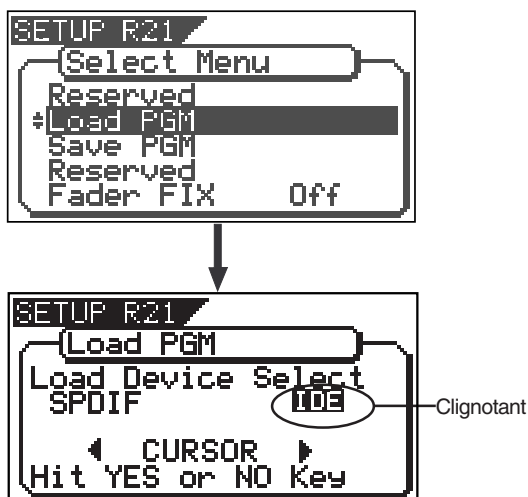 SETUP R21
Select Menu
Reserved
Load PGM
Save PGM
Reserved
Fader FIX Off
SETUP R21
Load PGM
Load Device Select
SPDIF IDE
Clignotant
CURSOR
Hit YES or NO Key